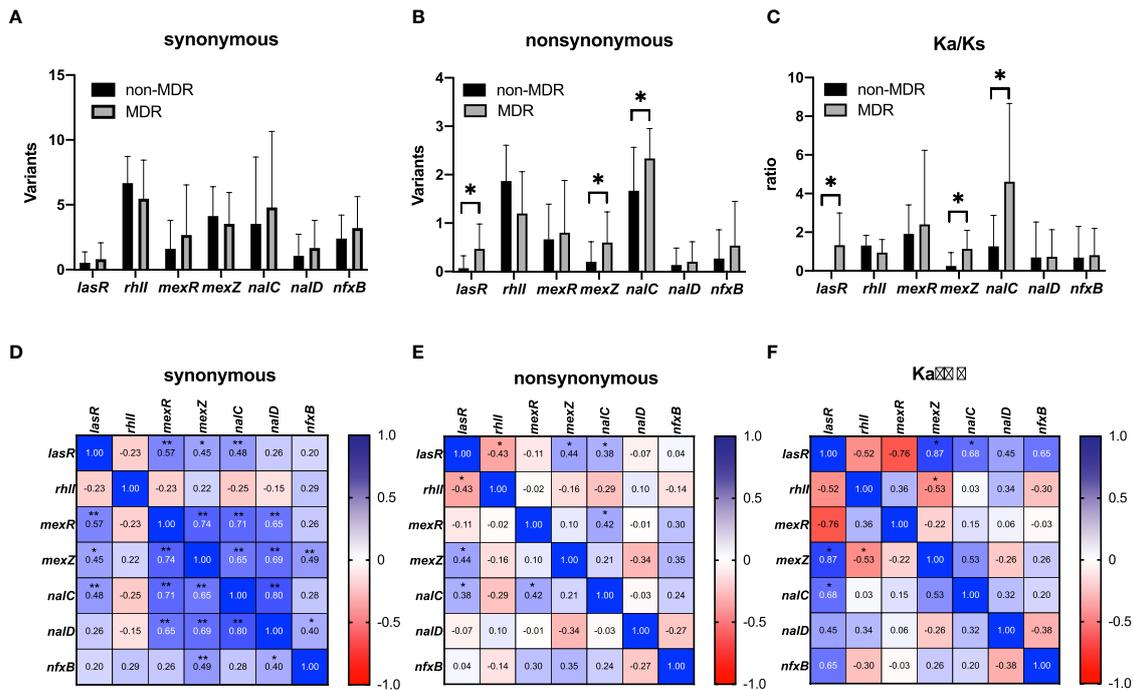 A
synonymous
15
10
5
0
Variants
non-MDR
MDR
lasR rhlI mexR mexZ nalC nalD nfxB
B
nonsynonymous
4
3
2
1
0
Variants
non-MDR
MDR
*
*
*
lasR rhlI mexR mexZ nalC nalD nfxB
C
Ka/Ks
10
8
6
4
2
0
ratio
non-MDR
MDR
*
*
*
lasR rhlI mexR mexZ nalC nalD nfxB
D
synonymous
lasR rhlI mexR mexZ nalC nalD nfxB
lasR 1.00 -0.23 **0.57 *0.45 **0.48 0.26 0.20
rhlI -0.23 1.00 -0.23 0.22 -0.25 -0.15 0.29
mexR **0.57 -0.23 1.00 **0.74 **0.71 **0.65 0.26
mexZ *0.45 0.22 **0.74 1.00 **0.65 **0.69 **0.49
nalC **0.48 -0.25 **0.71 **0.65 1.00 **0.80 0.28
nalD 0.26 -0.15 **0.65 **0.69 **0.80 1.00 *0.40
nfxB 0.20 0.29 0.26 **0.49 0.28 *0.40 1.00
1.0
0.5
0
-0.5
-1.0
E
nonsynonymous
lasR rhlI mexR mexZ nalC nalD nfxB
lasR 1.00 *-0.43 -0.11 *0.44 *0.38 -0.07 0.04
rhlI *-0.43 1.00 -0.02 -0.16 -0.29 0.10 -0.14
mexR -0.11 -0.02 1.00 0.10 *0.42 -0.01 0.30
mexZ *0.44 -0.16 0.10 1.00 0.21 -0.34 0.35
nalC *0.38 -0.29 *0.42 0.21 1.00 -0.03 0.24
nalD -0.07 0.10 -0.01 -0.34 -0.03 1.00 -0.27
nfxB 0.04 -0.14 0.30 0.35 0.24 -0.27 1.00
1.0
0.5
0
-0.5
-1.0
F
Ka
lasR rhlI mexR mexZ nalC nalD nfxB
lasR 1.00 -0.52 -0.76 *0.87 *0.68 0.45 0.65
rhlI -0.52 1.00 0.36 *-0.53 0.03 0.34 -0.30
mexR -0.76 0.36 1.00 -0.22 0.15 0.06 -0.03
mexZ *0.87 *-0.53 -0.22 1.00 0.53 -0.26 0.26
nalC *0.68 0.03 0.15 0.53 1.00 0.32 0.20
nalD 0.45 0.34 0.06 -0.26 0.32 1.00 -0.38
nfxB 0.65 -0.30 -0.03 0.26 0.20 -0.38 1.00
1.0
0.5
0
-0.5
-1.0